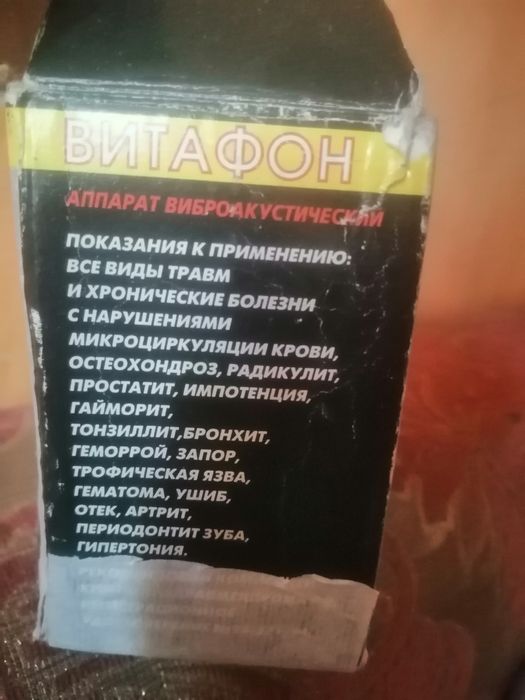 ВИТАФОН
АППАРАТ ВИБРОАКУСТИЧЕСКИЙ
ПОКАЗАНИЯ К ПРИМЕНЕНИЮ:
ВСЕ ВИДЫ ТРАВМ
И ХРОНИЧЕСКИЕ БОЛЕЗНИ
С НАРУШЕНИЯМИ
МИКРОЦИРКУЛЯЦИИ КРОВИ,
ОСТЕОХОНДРОЗ, РАДИКУЛИТ,
ПРОСТАТИТ, ИМПОТЕНЦИЯ,
ГАЙМОРИТ,
ТОНЗИЛЛИТ,БРОНХИТ,
ГЕМОРРОЙ, ЗАПОР,
ТРОФИЧЕСКАЯ ЯЗВА,
ГЕМАТОМА, УШИБ,
ОТЕК, АРТРИТ,
ПЕРИОДОНТИТ ЗУБА,
ГИПЕРТОНИЯ.